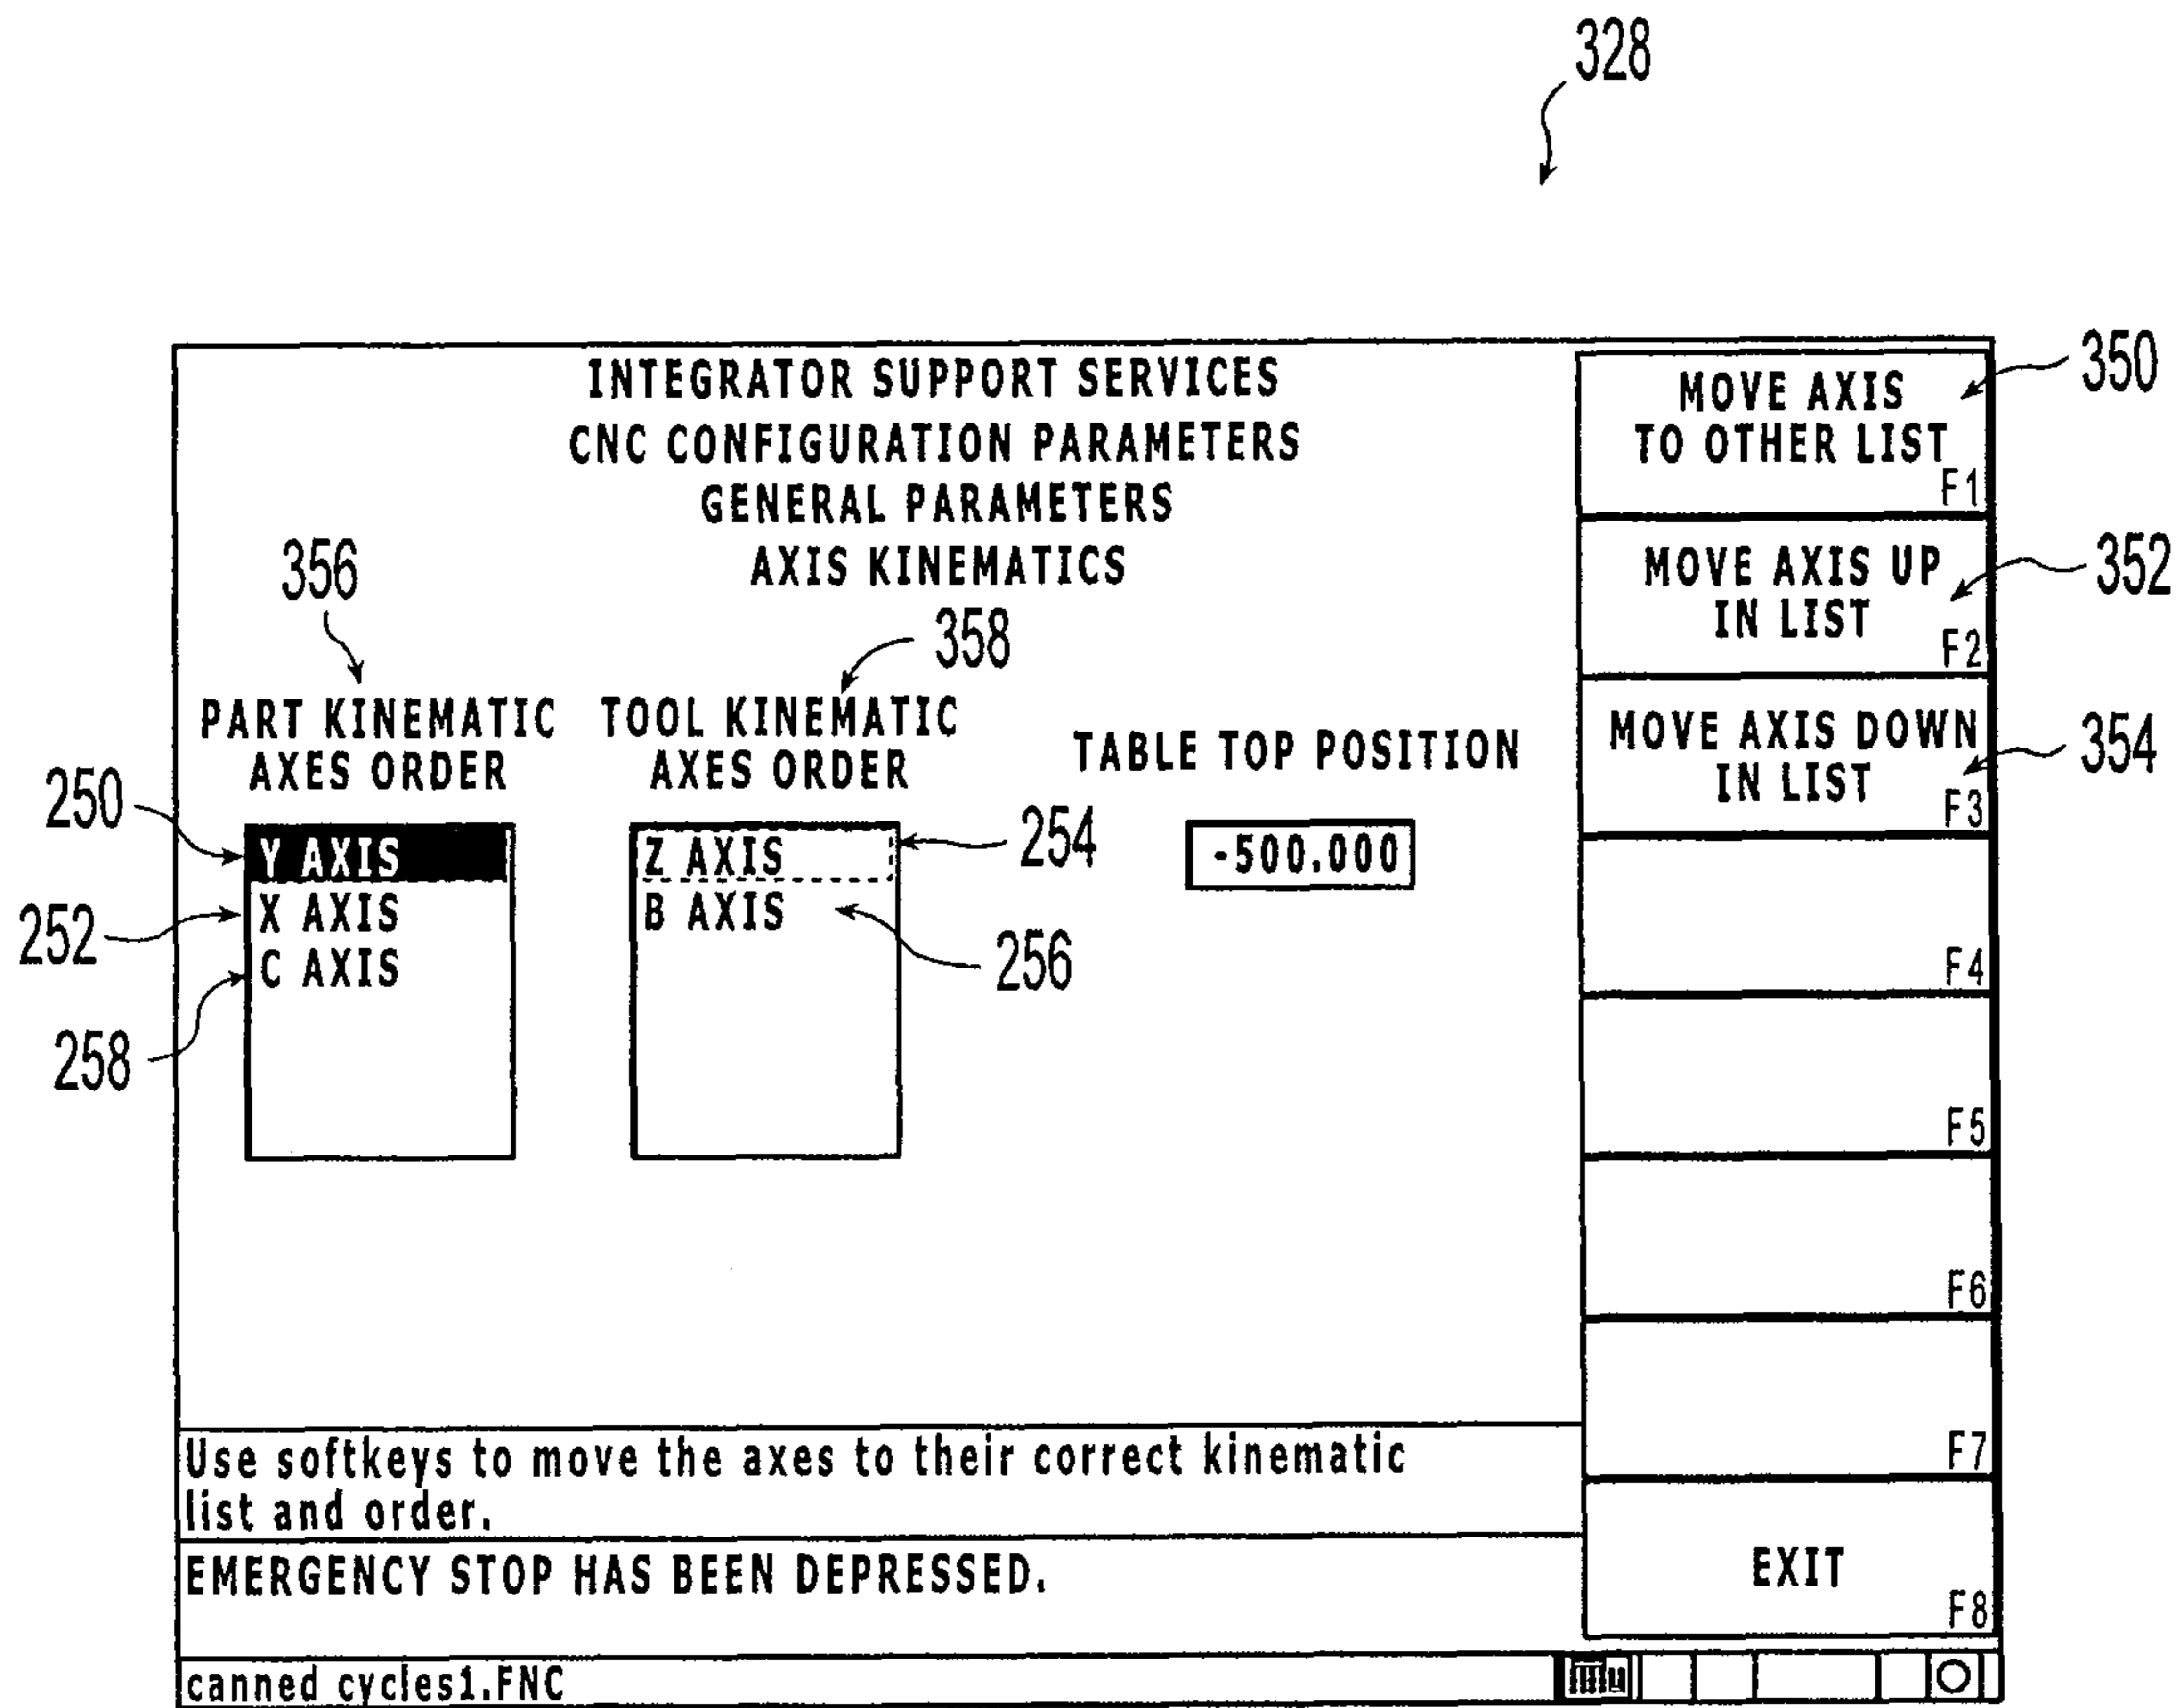 328
INTEGRATOR SUPPORT SERVICES
CNC CONFIGURATION PARAMETERS
GENERAL PARAMETERS
AXIS KINEMATICS
356
358
PART KINEMATIC
AXES ORDER
TOOL KINEMATIC
AXES ORDER
TABLE TOP POSITION
250
Y AXIS
252
X AXIS
258
C AXIS
Z AXIS
254
B AXIS
256
-500.000
MOVE AXIS
TO OTHER LIST
F1
350
MOVE AXIS UP
IN LIST
F2
352
MOVE AXIS DOWN
IN LIST
F3
354
F4
F5
F6
F7
EXIT
F8
Use softkeys to move the axes to their correct kinematic
list and order.
EMERGENCY STOP HAS BEEN DEPRESSED.
canned cycles1.FNC